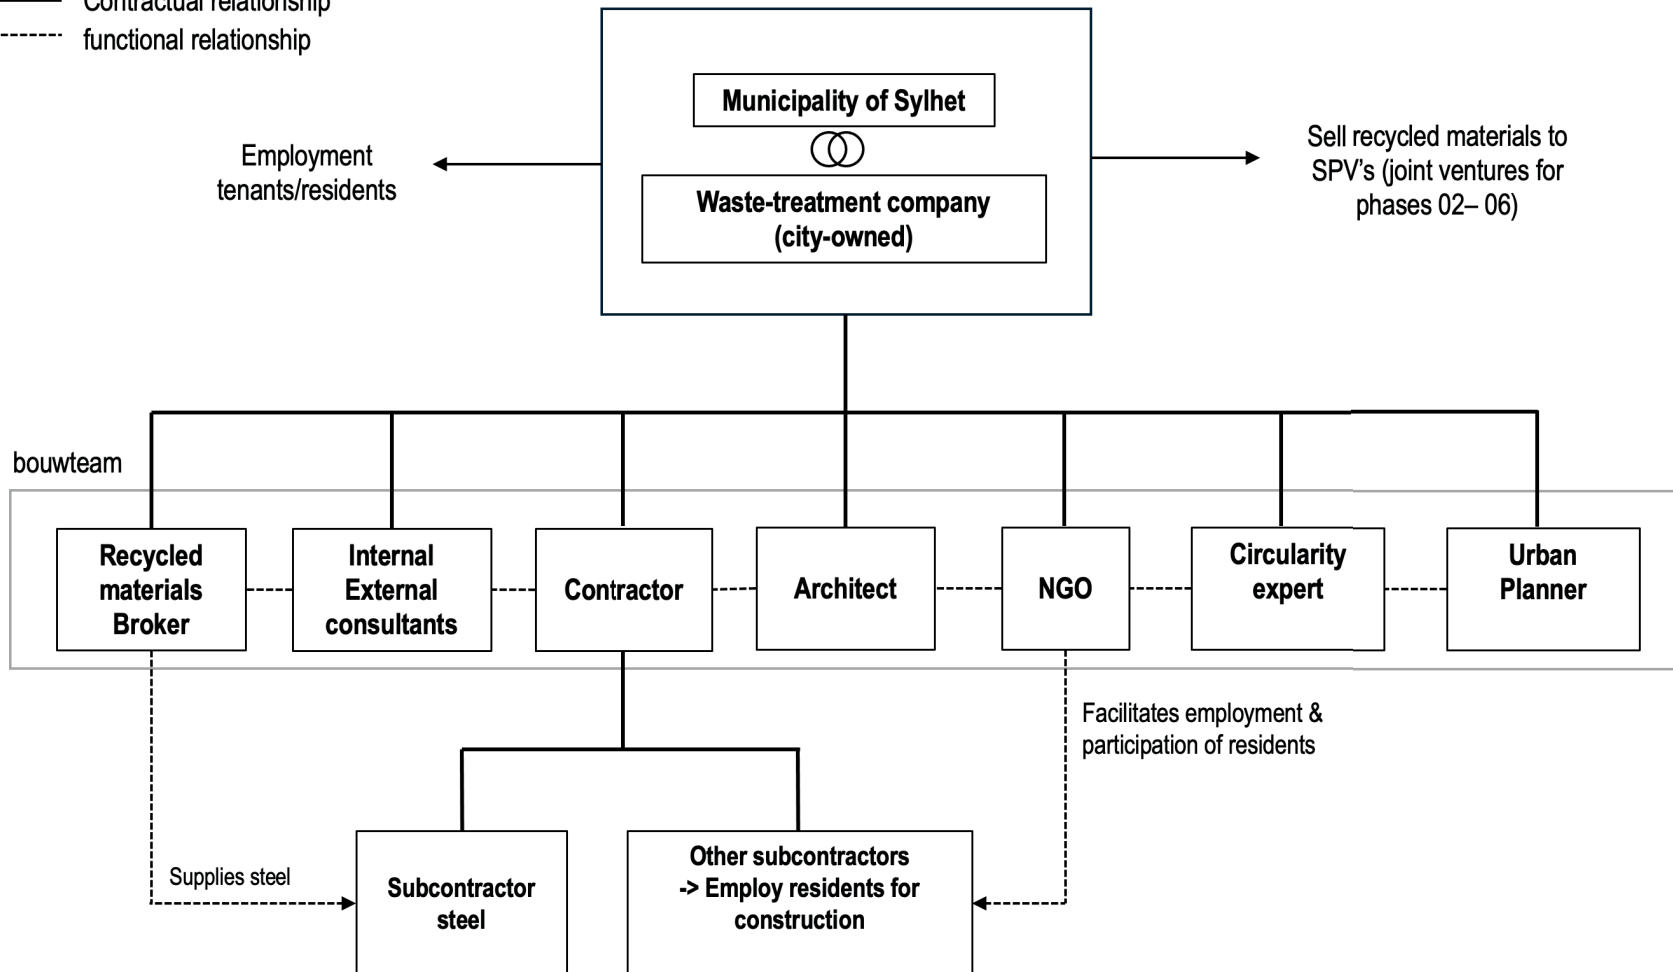 Contractual relationship
functional relationship
Municipality of Sylhet
Waste-treatment company
(city-owned)
Employment
tenants/residents
Sell recycled materials to
SPV's (joint ventures for
phases 02– 06)
bouwteam
Recycled
materials
Broker
Internal
External
consultants
Contractor
Architect
NGO
Circularity
expert
Urban
Planner
Facilitates employment &
participation of residents
Supplies steel
Subcontractor
steel
Other subcontractors
-> Employ residents for
construction